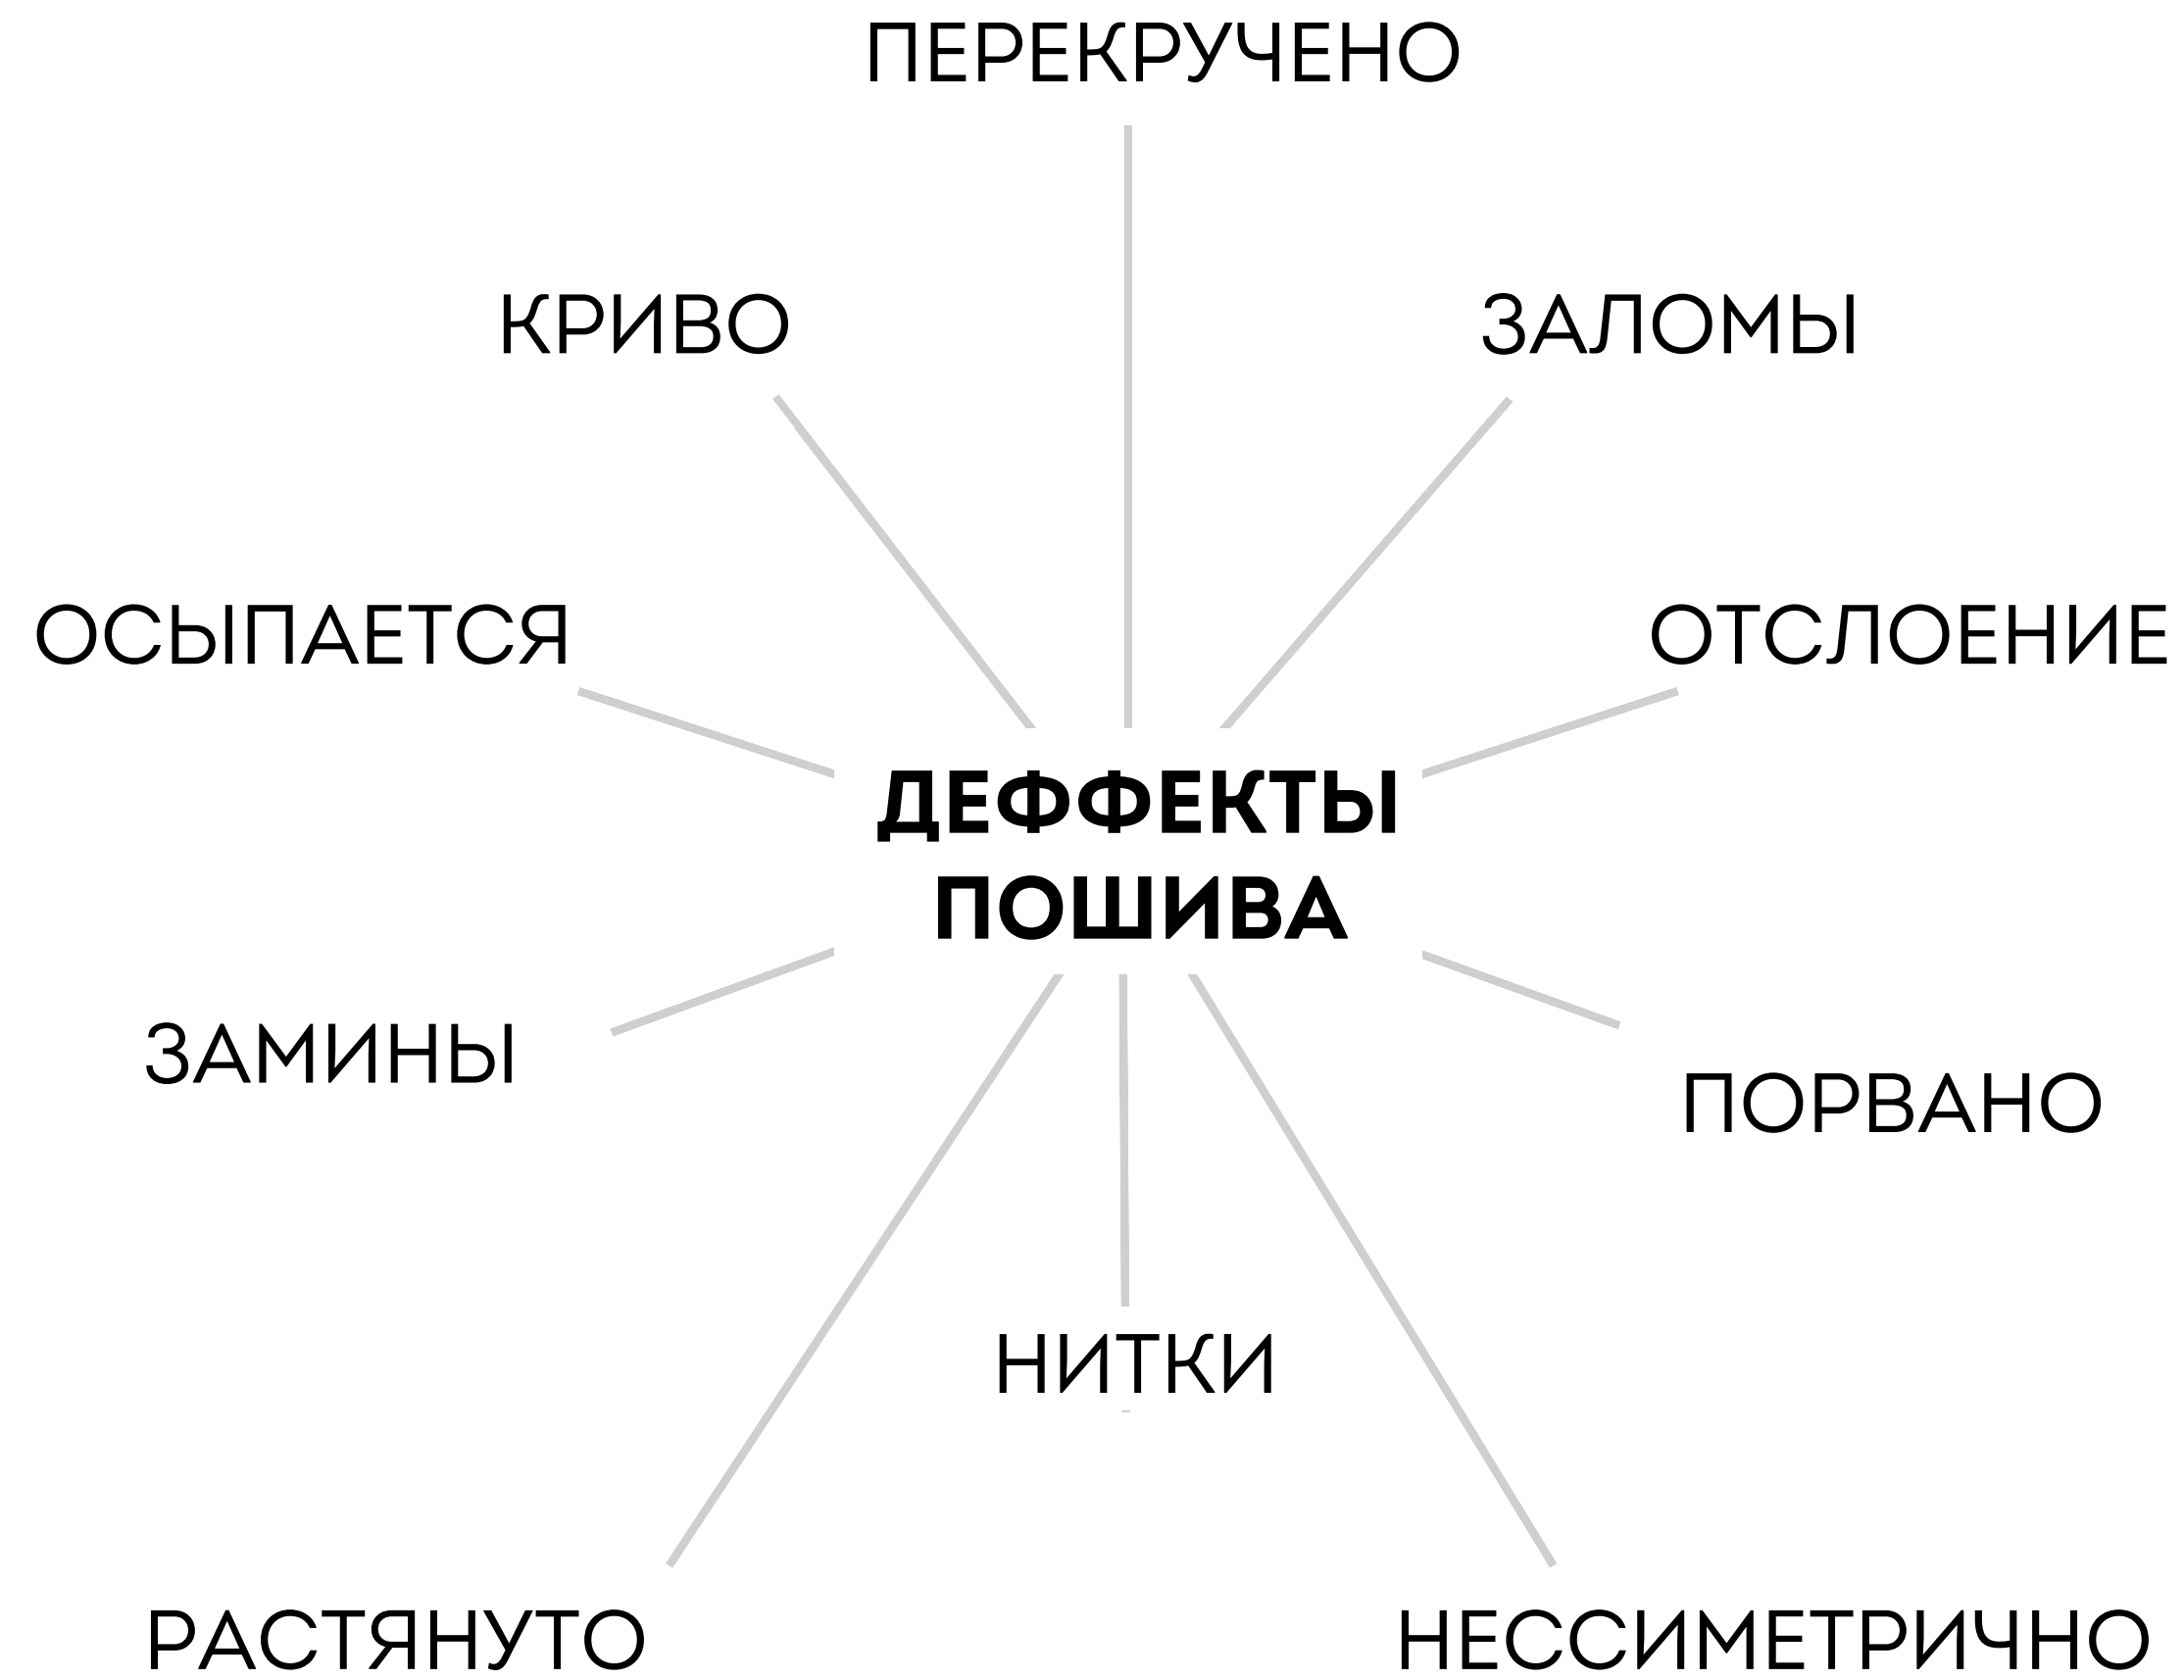 ПЕРЕКРУЧЕНО
КРИВО
ЗАЛОМЫ
ОСЫПАЕТСЯ
ОТСЛОЕНИЕ
ДЕФФЕКТЫ
ПОШИВА
ЗАМИНЫ
ПОРВАНО
НИТКИ
РАСТЯНУТО
НЕССИМЕТРИЧНО